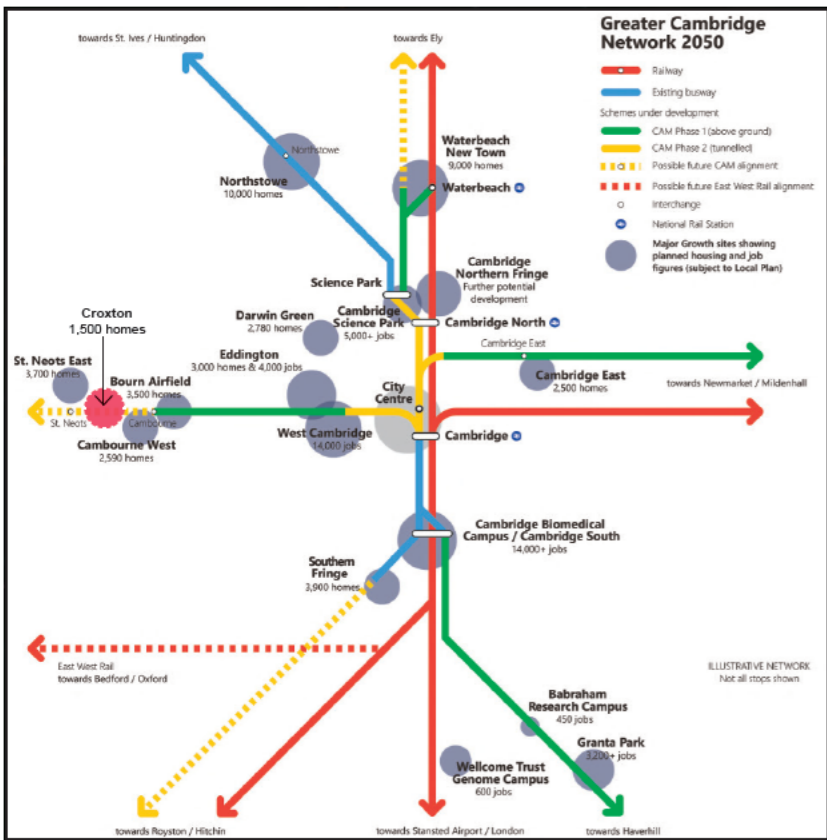 Greater Cambridge
Network 2050
Railway
Existing busway
Schemes under development
CAM Phase 1 (above ground)
CAM Phase 2 (tunnelled)
Possible future CAM alignment
Possible future East West Rail alignment
Interchange
National Rail Station
Major Growth sites showing
planned housing and job
figures (subject to Local Plan)
towards St. Ives / Huntingdon
towards Ely
Northstowe
Northstowe
10,000 homes
Waterbeach
New Town
9,000 homes
Waterbeach
Science Park
Cambridge
Northern Fringe
Further potential
development
Cambridge
Science Park
5,000+ jobs
Cambridge North
Darwin Green
2,780 homes
Eddington
3,000 homes & 4,000 jobs
Croxton
1,500 homes
St. Neots East
3,700 homes
Bourn Airfield
3,500 homes
St. Neots
Cambourne
Cambourne West
2,590 homes
West Cambridge
14,000 jobs
City
Centre
Cambridge East
Cambridge East
2,500 homes
towards Newmarket / Mildenhall
Cambridge
Cambridge Biomedical
Campus / Cambridge South
14,000+ jobs
Southern
Fringe
3,900 homes
East West Rail
towards Bedford / Oxford
ILLUSTRATIVE NETWORK
Not all stops shown
Babraham
Research Campus
450 jobs
Granta Park
3,200+ jobs
Wellcome Trust
Genome Campus
600 jobs
towards Royston / Hitchin
towards Stansted Airport / London
towards Haverhill